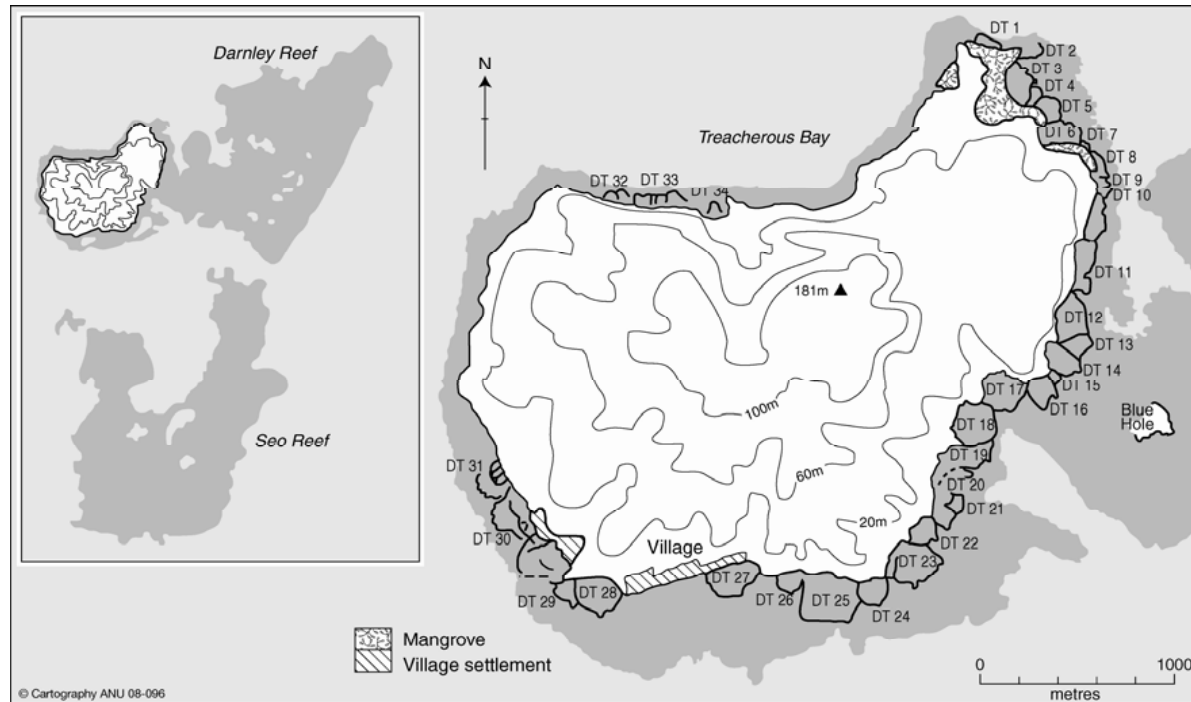 Darnley Reef
Seo Reef
N
Treacherous Bay
DT 1
DT 2
DT 3
DT 4
DT 5
DT 6
DT 7
DT 8
DT 9
DT 10
DT 11
DT 12
DT 13
DT 14
DT 15
DT 16
DT 17
DT 18
DT 19
DT 20
DT 21
DT 22
DT 23
DT 24
DT 25
DT 26
DT 27
DT 28
DT 29
DT 30
DT 31
DT 32
DT 33
DT 34
Blue
Hole
181m
100m
60m
20m
Village
Mangrove
Village settlement
0 1000
metres
© Cartography ANU 08-096